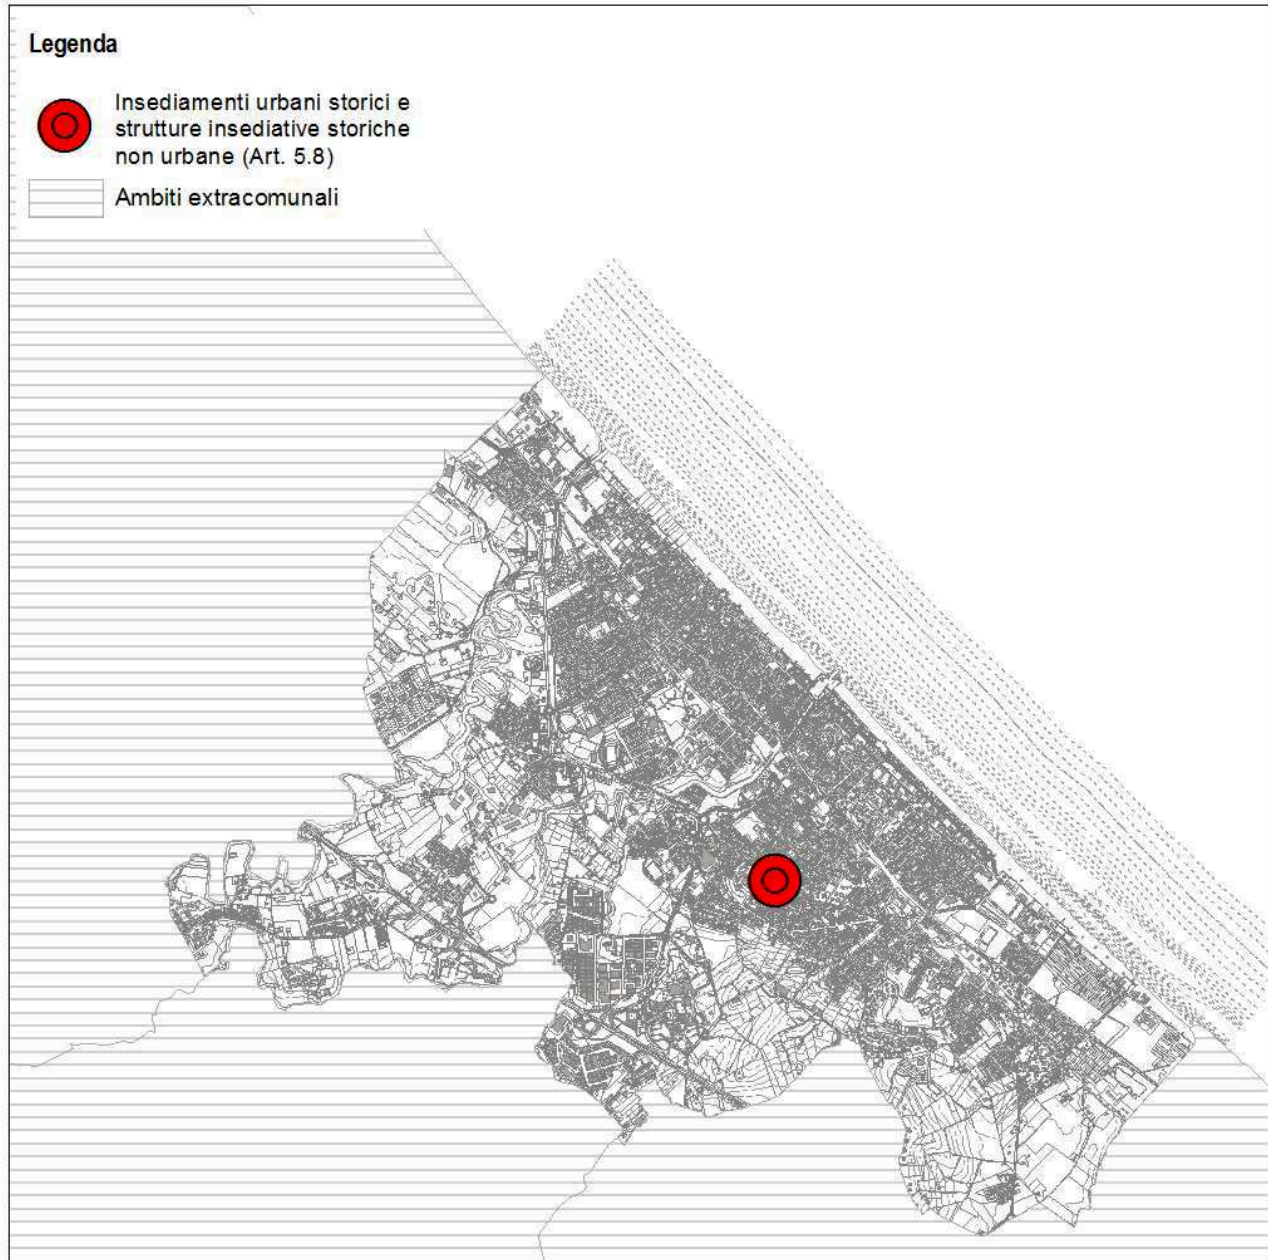 Legenda
Insediamenti urbani storici e
strutture insediative storiche
non urbane (Art. 5.8)
Ambiti extracomunali